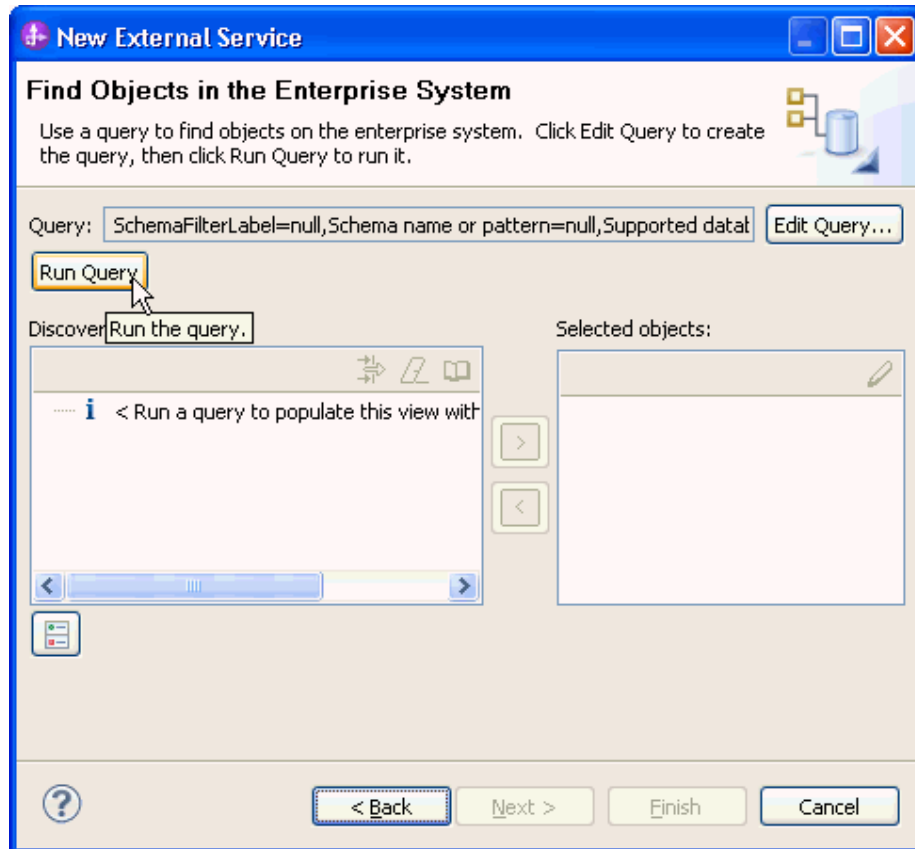 New External Service
Find Objects in the Enterprise System
Use a query to find objects on the enterprise system. Click Edit Query to create
the query, then click Run Query to run it.
Query: SchemaFilterLabel=null,Schema name or pattern=null,Supported datab Edit Query...
Run Query
Discover Run the query. Selected objects:
i < Run a query to populate this view with
>
<
? < Back Next > Finish Cancel